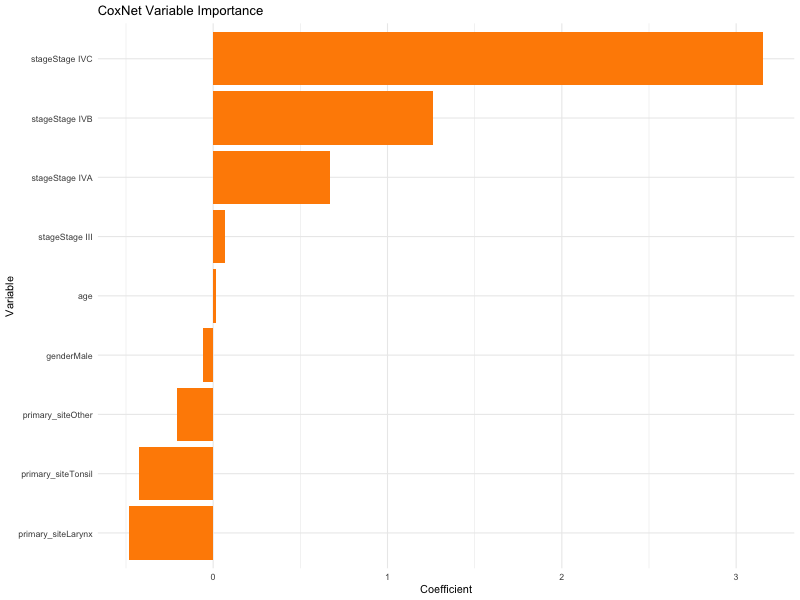 CoxNet Variable Importance
Variable
stageStage IVC
stageStage IVB
stageStage IVA
stageStage III
age
genderMale
primary_siteOther
primary_siteTonsil
primary_siteLarynx
0 1 2 3
Coefficient